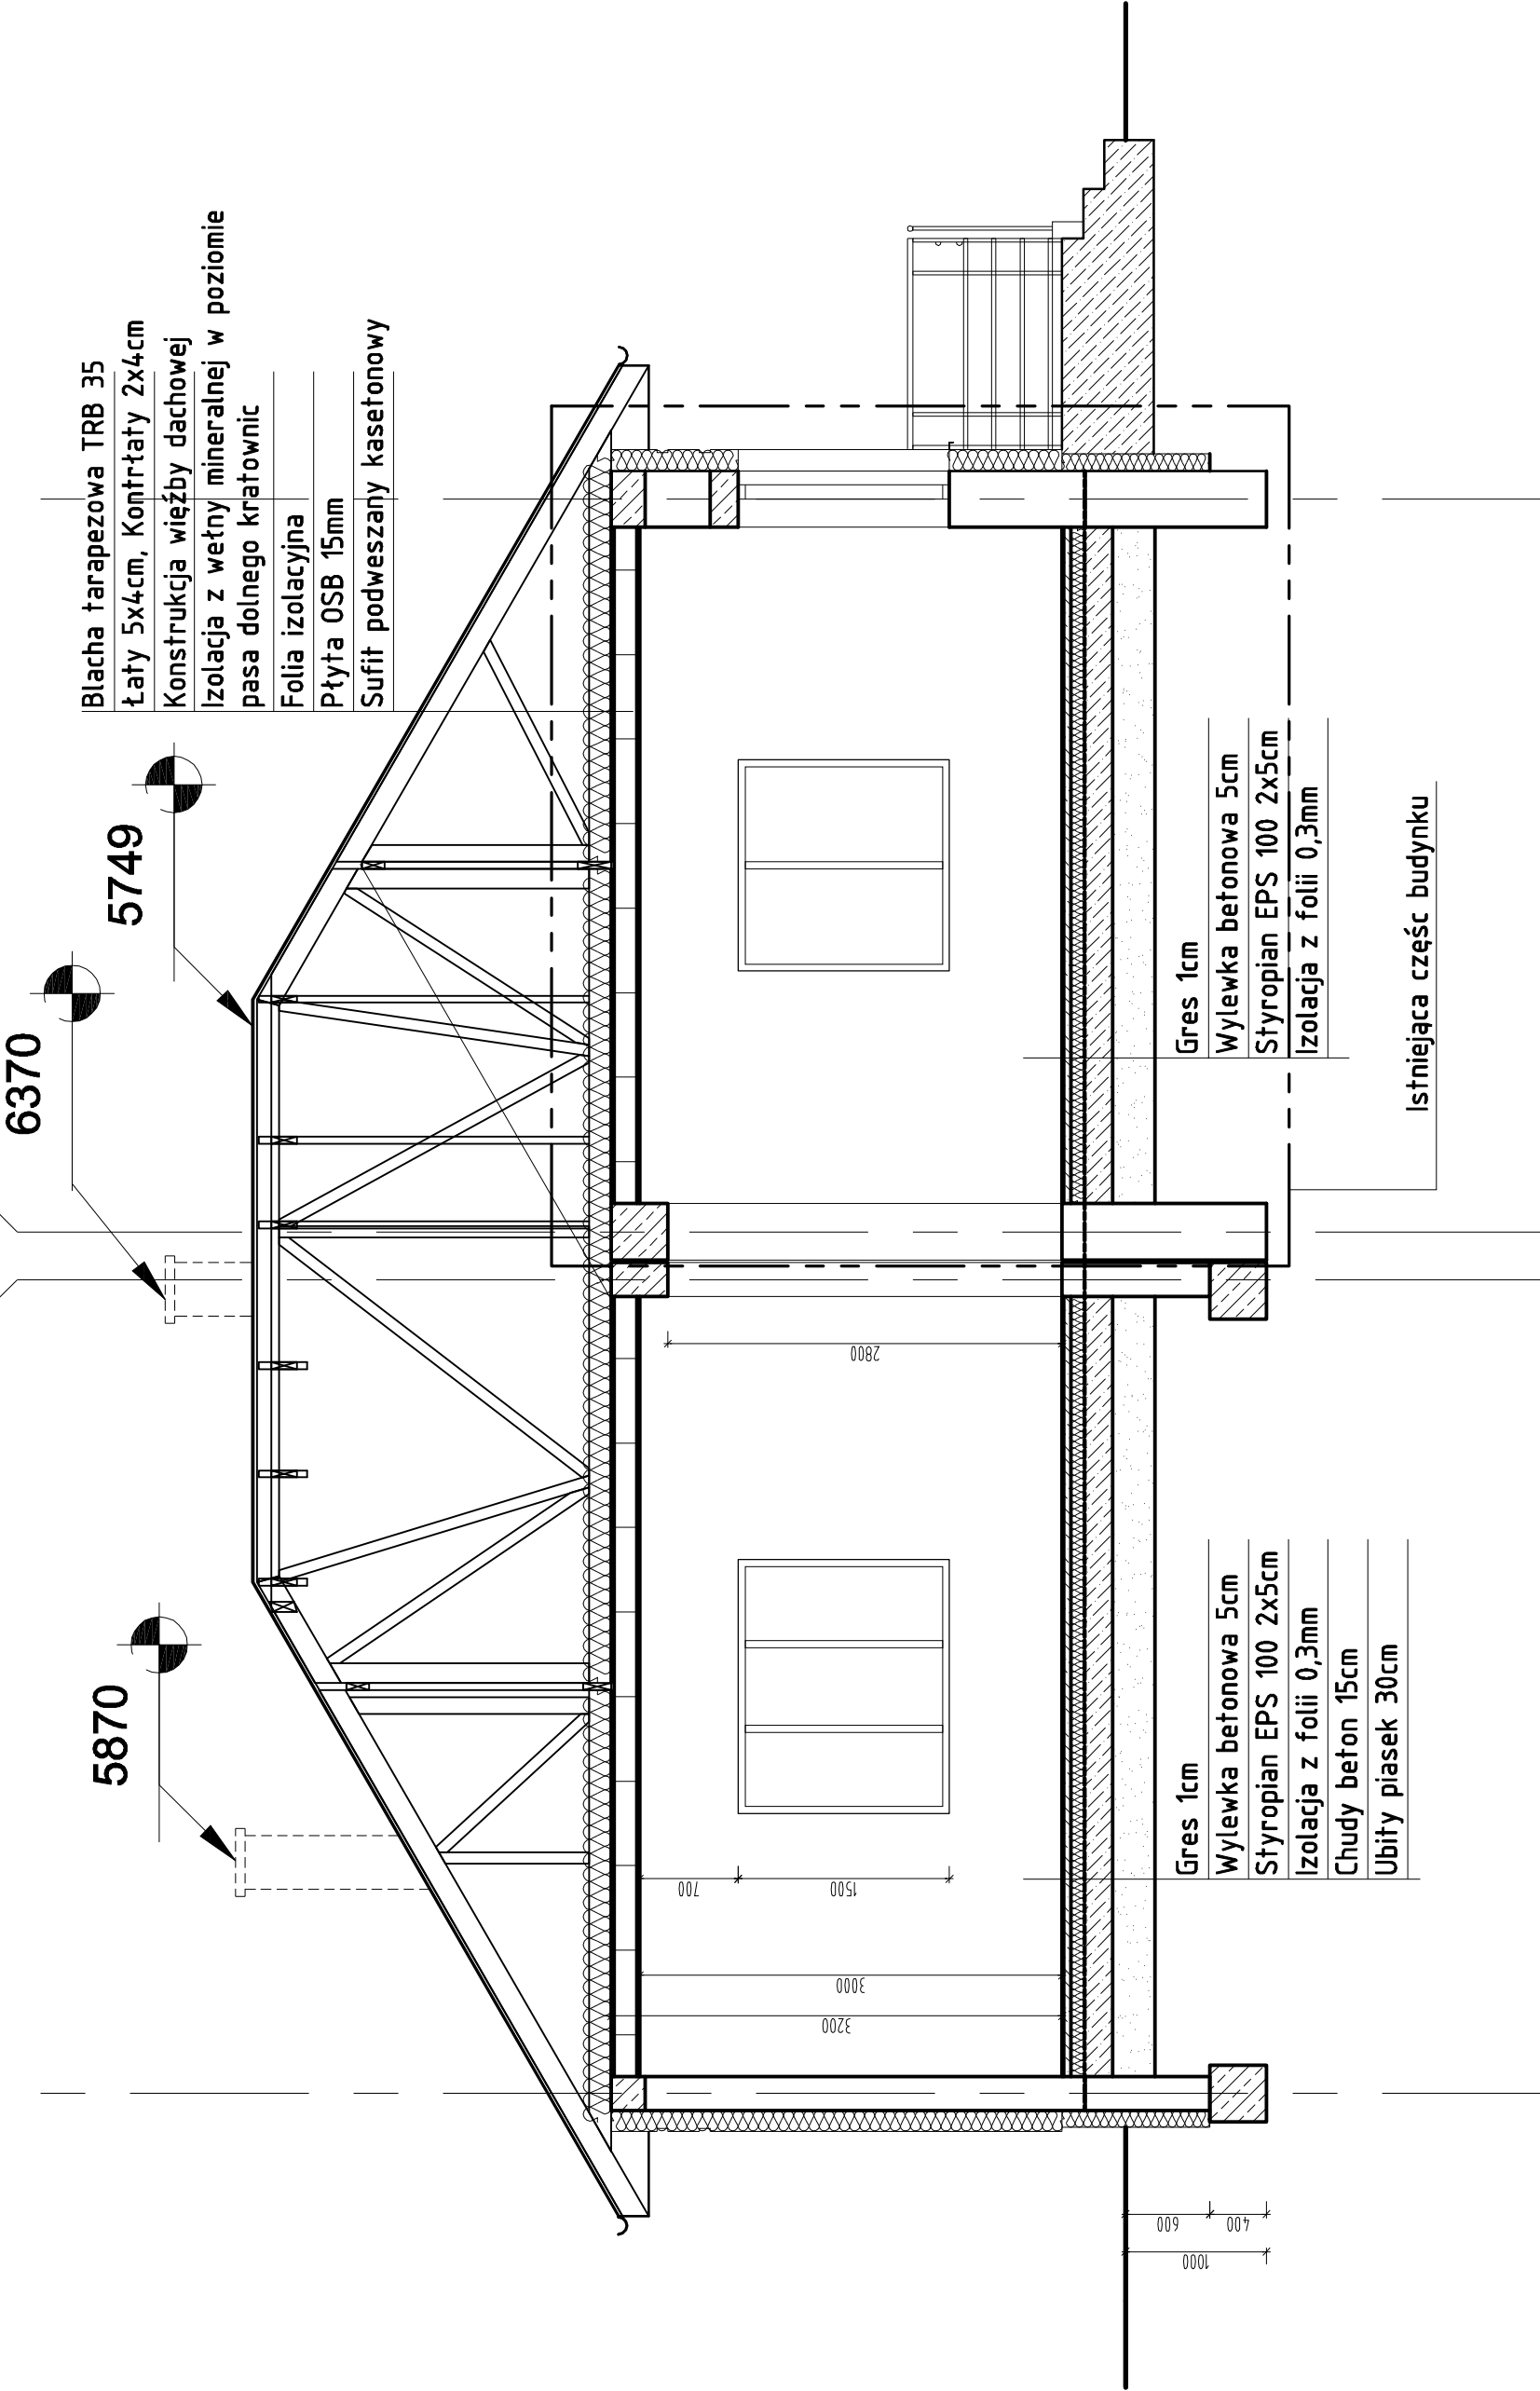 5870
6370
5749
Blacha tarapezowa TRB 35
Łaty 5x4cm, Kontrłaty 2x4cm
Konstrukcja więźby dachowej
Izolacja z wełny mineralnej w poziomie
pasa dolnego kratownic
Folia izolacyjna
Płyta OSB 15mm
Sufit podweszany kasetonowy
700
1500
3000
3200
2800
600
400
1000
Gres 1cm
Wylewka betonowa 5cm
Styropian EPS 100 2x5cm
Izolacja z folii 0,3mm
Chudy beton 15cm
Ubity piasek 30cm
Gres 1cm
Wylewka betonowa 5cm
Styropian EPS 100 2x5cm
Izolacja z folii 0,3mm
Istniejąca częśc budynku